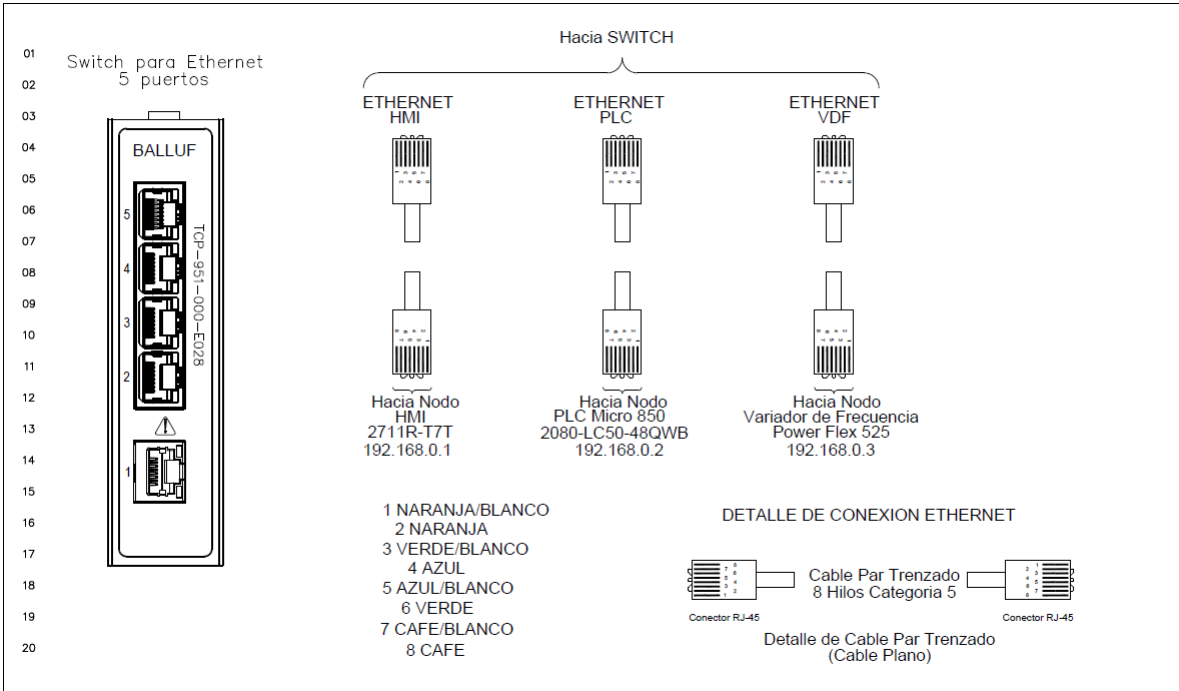 01
02
03
04
05
06
07
08
09
10
11
12
13
14
15
16
17
18
19
20
Switch para Ethernet
5 puertos
BALLUF
5
4
3
2
1
TCP-951-000-E028
Hacia SWITCH
ETHERNET
HMI
ETHERNET
PLC
ETHERNET
VDF
Hacia Nodo
HMI
2711R-T7T
192.168.0.1
Hacia Nodo
PLC Micro 850
2080-LC50-48QWB
192.168.0.2
Hacia Nodo
Variador de Frecuencia
Power Flex 525
192.168.0.3
1 NARANJA/BLANCO
2 NARANJA
3 VERDE/BLANCO
4 AZUL
5 AZUL/BLANCO
6 VERDE
7 CAFE/BLANCO
8 CAFE
DETALLE DE CONEXION ETHERNET
Cable Par Trenzado
8 Hilos Categoria 5
Conector RJ-45
Conector RJ-45
Detalle de Cable Par Trenzado
(Cable Plano)